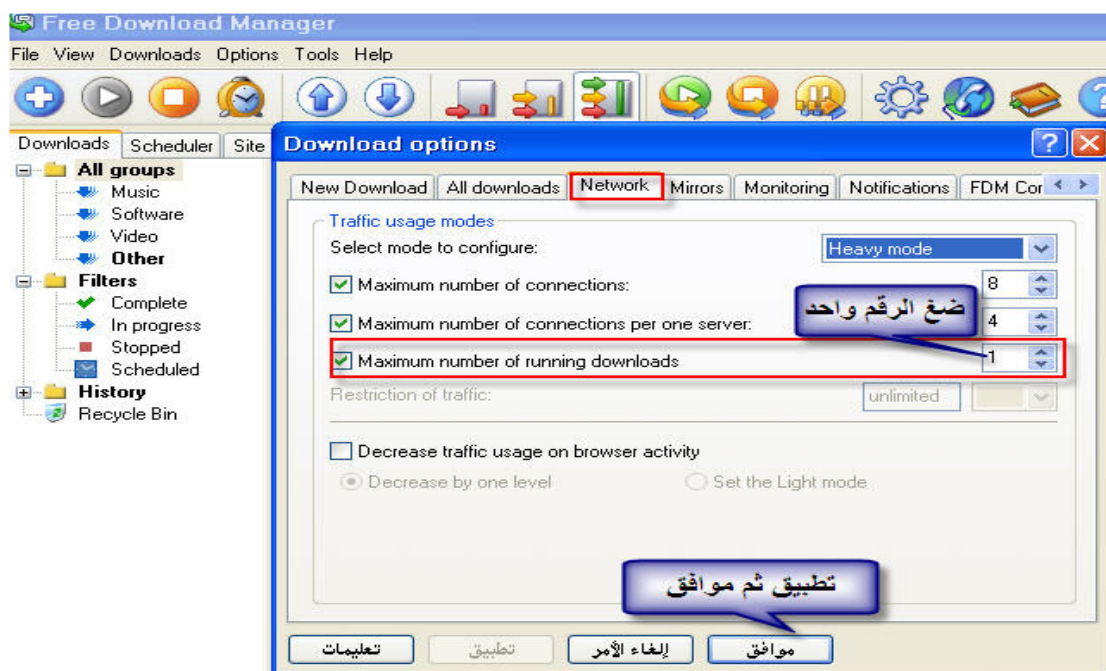 Free Download Manager
File View Downloads Options Tools Help
Downloads Scheduler Site
All groups
Music
Software
Video
Other
Filters
Complete
In progress
Stopped
Scheduled
History
Recycle Bin
Download options
New Download All downloads Network Mirrors Monitoring Notifications FDM Cor
Traffic usage modes
Select mode to configure: Heavy mode
Maximum number of connections: 8
ضغ الرقم واحد
Maximum number of connections per one server: 4
Maximum number of running downloads 1
Restriction of traffic: unlimited
Decrease traffic usage on browser activity
Decrease by one level Set the Light mode
تطبيق ثم موافق
تعليمات تطبيق إلغاء الأمر موافق